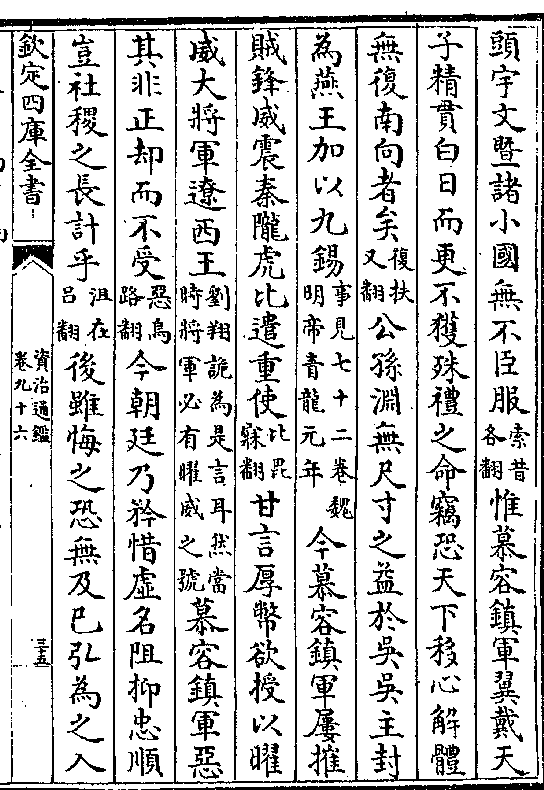 頭宇文暨諸小國無不臣服索昔各翻惟慕容鎮軍翼戴天
子精貫白日而更不獲殊禮之命竊恐天下移心解體
無復南向者矣復扶又翻公孫淵無尺寸之益於吳吳主封
為燕王加以九錫事見七十二卷魏明帝青龍元年今慕容鎮軍屢摧
賊鋒威震秦隴虎比遣重使比毘寐翻甘言厚幣欲授以曜
威大將軍遼西王劉翔詭為是言耳然當時將軍必有曜威之號慕容鎮軍惡
其非正却而不受惡烏路翻今朝廷乃矜惜虛名阻抑忠順
豈社稷之長計乎沮在呂翻後雖悔之恐無及已弘為之入
欽定四庫全書
資治通鑑
卷九十六
三十五